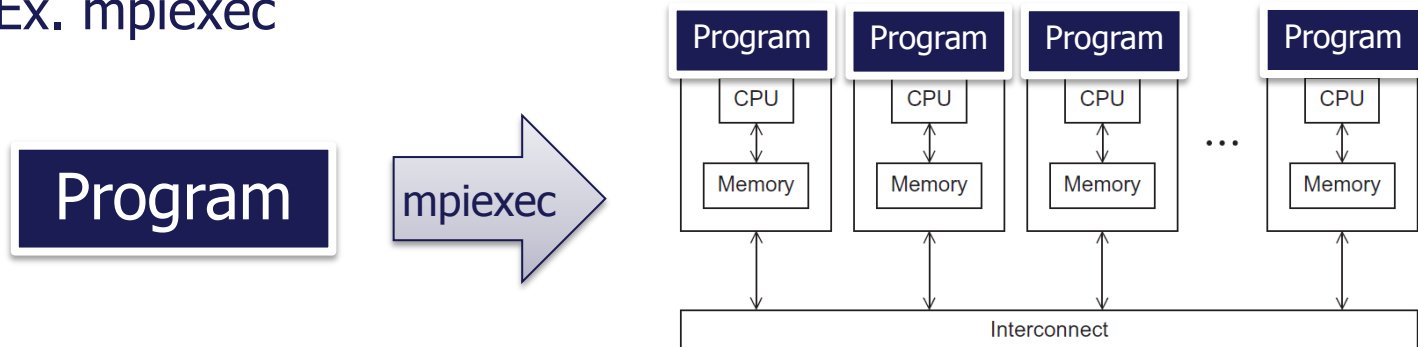 Ex. mpiexec
Program
mpiexec
Program Program Program Program
CPU CPU CPU CPU
...
Memory Memory Memory Memory
Interconnect